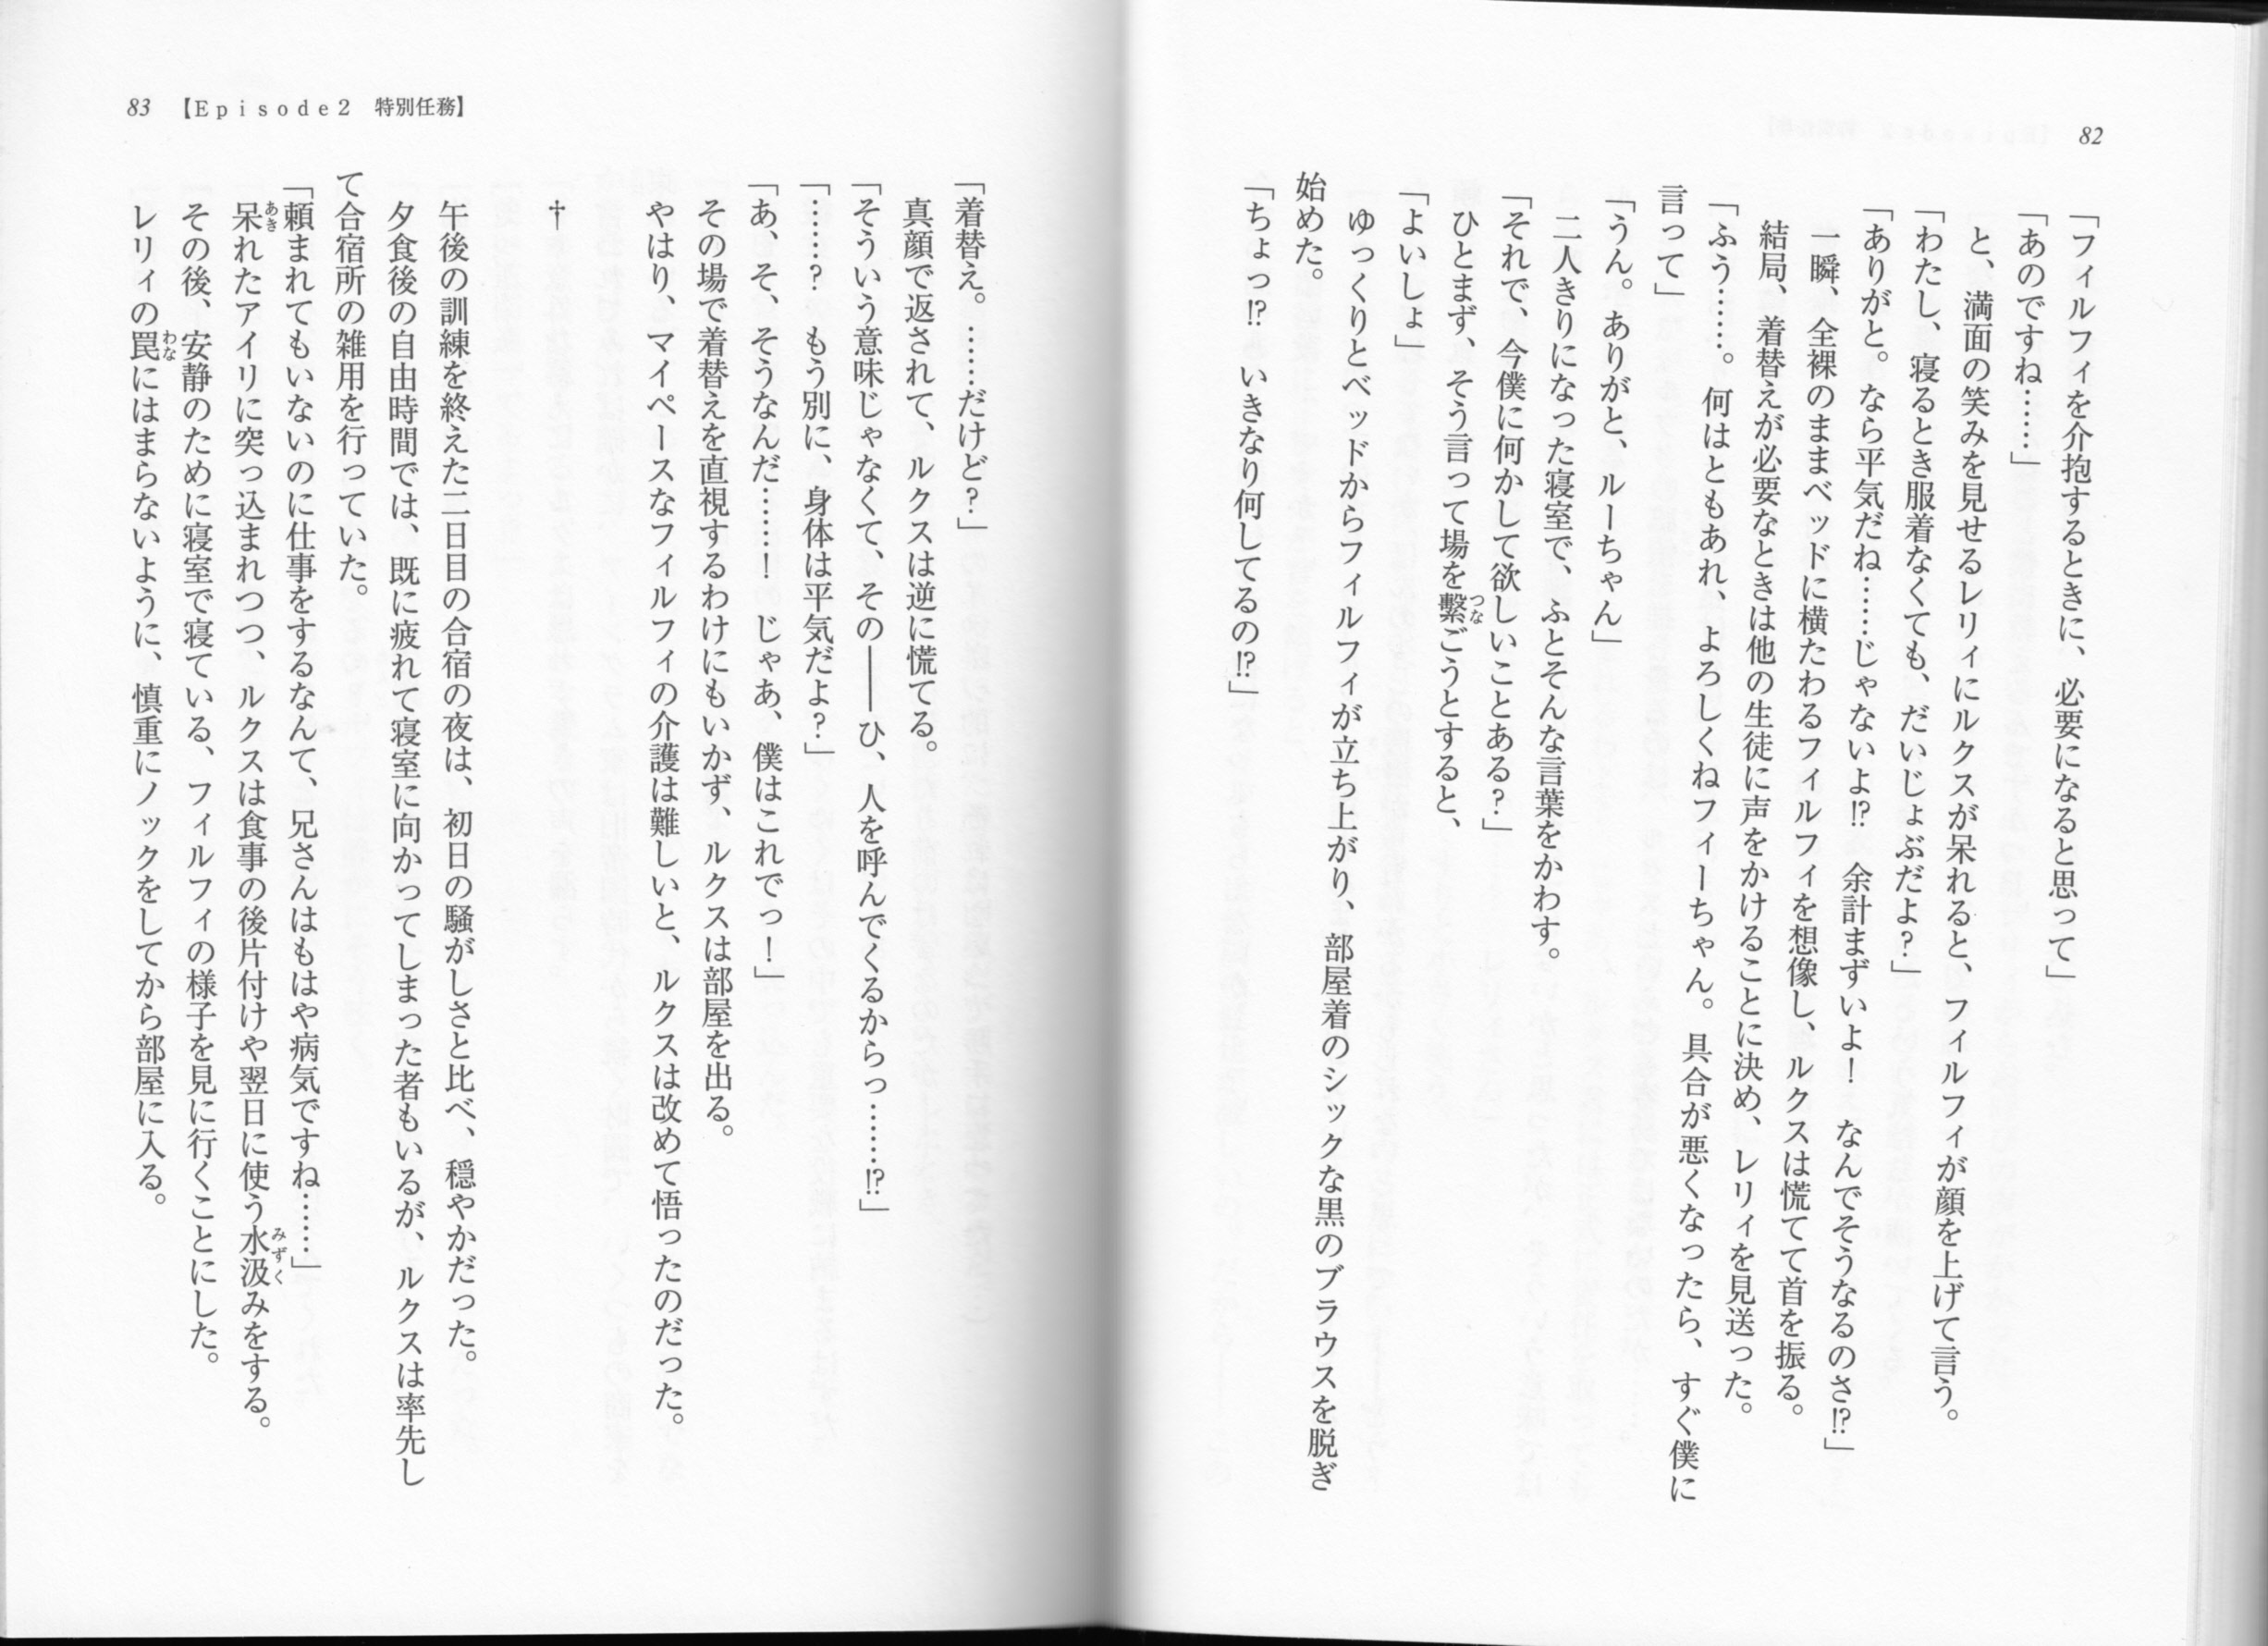 82
「フィルフィを介抱するときに、必要になると思って」
「あのですね……」
と、満面の笑みを見せるレリィにルクスが呆れると、フィルフィが顔を上げて言う。
「わたし、寝るとき服着なくても、だいじょぶだよ？」
「ありがと。なら平気だね……じゃないよ⁉　余計まずいよ！　なんでそうなるのさ⁉」
一瞬、全裸のままベッドに横たわるフィルフィを想像し、ルクスは慌てて首を振る。
結局、着替えが必要なときは他の生徒に声をかけることに決め、レリィを見送った。
「ふう……。何はともあれ、よろしくねフィーちゃん。具合が悪くなったら、すぐ僕に
言って」
「うん。ありがと、ルーちゃん」
二人きりになった寝室で、ふとそんな言葉をかわす。
「それで、今僕に何かして欲しいことある？」
ひとまず、そう言って場を繫つなごうとすると、
「よいしょ」
ゆっくりとベッドからフィルフィが立ち上がり、部屋着のシックな黒のブラウスを脱ぎ
始めた。
「ちょっ⁉　いきなり何してるの⁉」
83　【Episode2　特別任務】
「着替え。……だけど？」
真顔で返されて、ルクスは逆に慌てる。
「そういう意味じゃなくて、その――ひ、人を呼んでくるからっ……⁉」
「……？　もう別に、身体は平気だよ？」
「あ、そ、そうなんだ……！　じゃあ、僕はこれでっ！」
その場で着替えを直視するわけにもいかず、ルクスは部屋を出る。
やはり、マイペースなフィルフィの介護は難しいと、ルクスは改めて悟ったのだった。
†
午後の訓練を終えた二日目の合宿の夜は、初日の騒がしさと比べ、穏やかだった。
夕食後の自由時間では、既に疲れて寝室に向かってしまった者もいるが、ルクスは率先し
て合宿所の雑用を行っていた。
「頼まれてもいないのに仕事をするなんて、兄さんはもはや病気ですね……」
呆あきれたアイリに突っ込まれつつ、ルクスは食事の後片付けや翌日に使う水汲みずくみをする。
その後、安静のために寝室で寝ている、フィルフィの様子を見に行くことにした。
レリィの罠わなにはまらないように、慎重にノックをしてから部屋に入る。